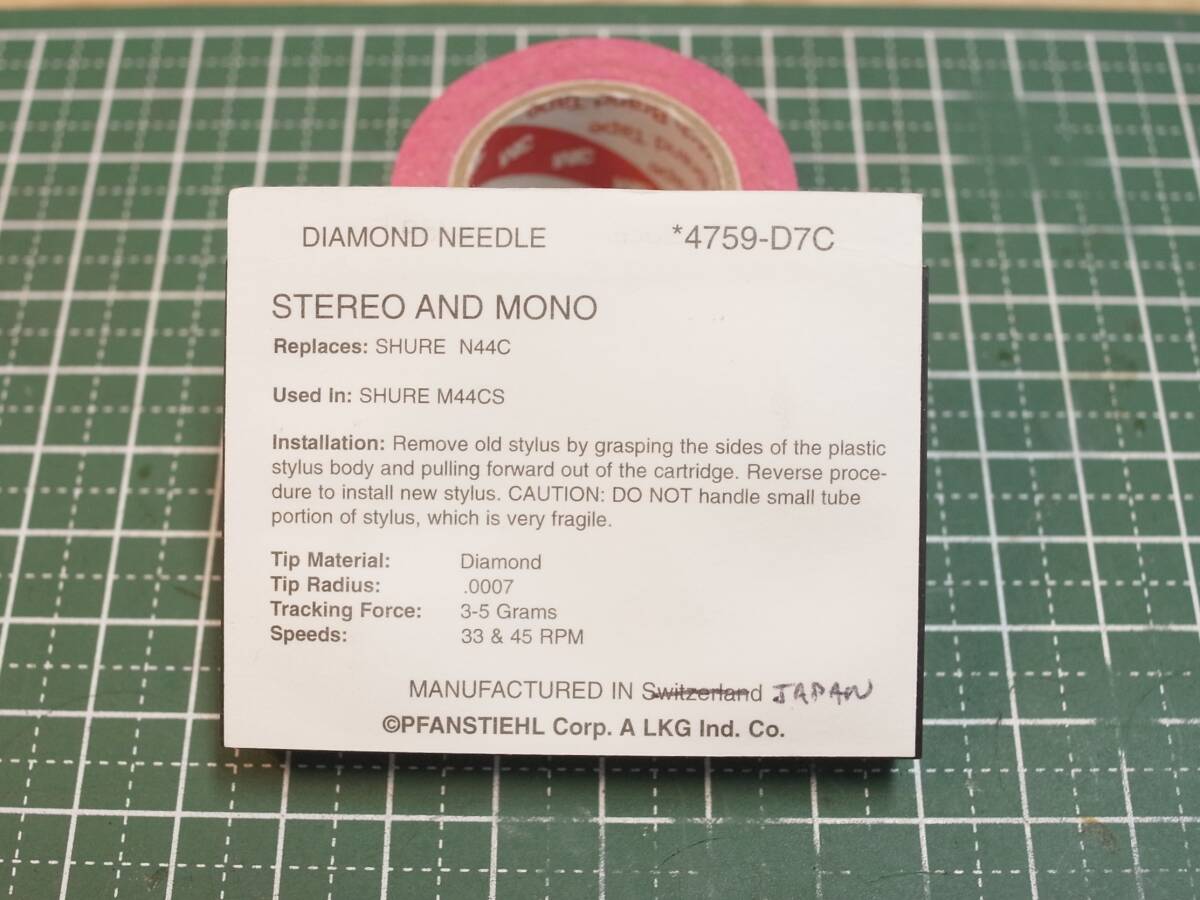 Brand Tape
DIAMOND NEEDLE *4759-D7C
STEREO AND MONO
Replaces: SHURE N44C
Used In: SHURE M44CS
Installation: Remove old stylus by grasping the sides of the plastic
stylus body and pulling forward out of the cartridge. Reverse proce-
dure to install new stylus. CAUTION: DO NOT handle small tube
portion of stylus, which is very fragile.
Tip Material: Diamond
Tip Radius: .0007
Tracking Force: 3-5 Grams
Speeds: 33 & 45 RPM
MANUFACTURED IN Switzerland JAPAN
©PFANSTIEHL Corp. A LKG Ind. Co.